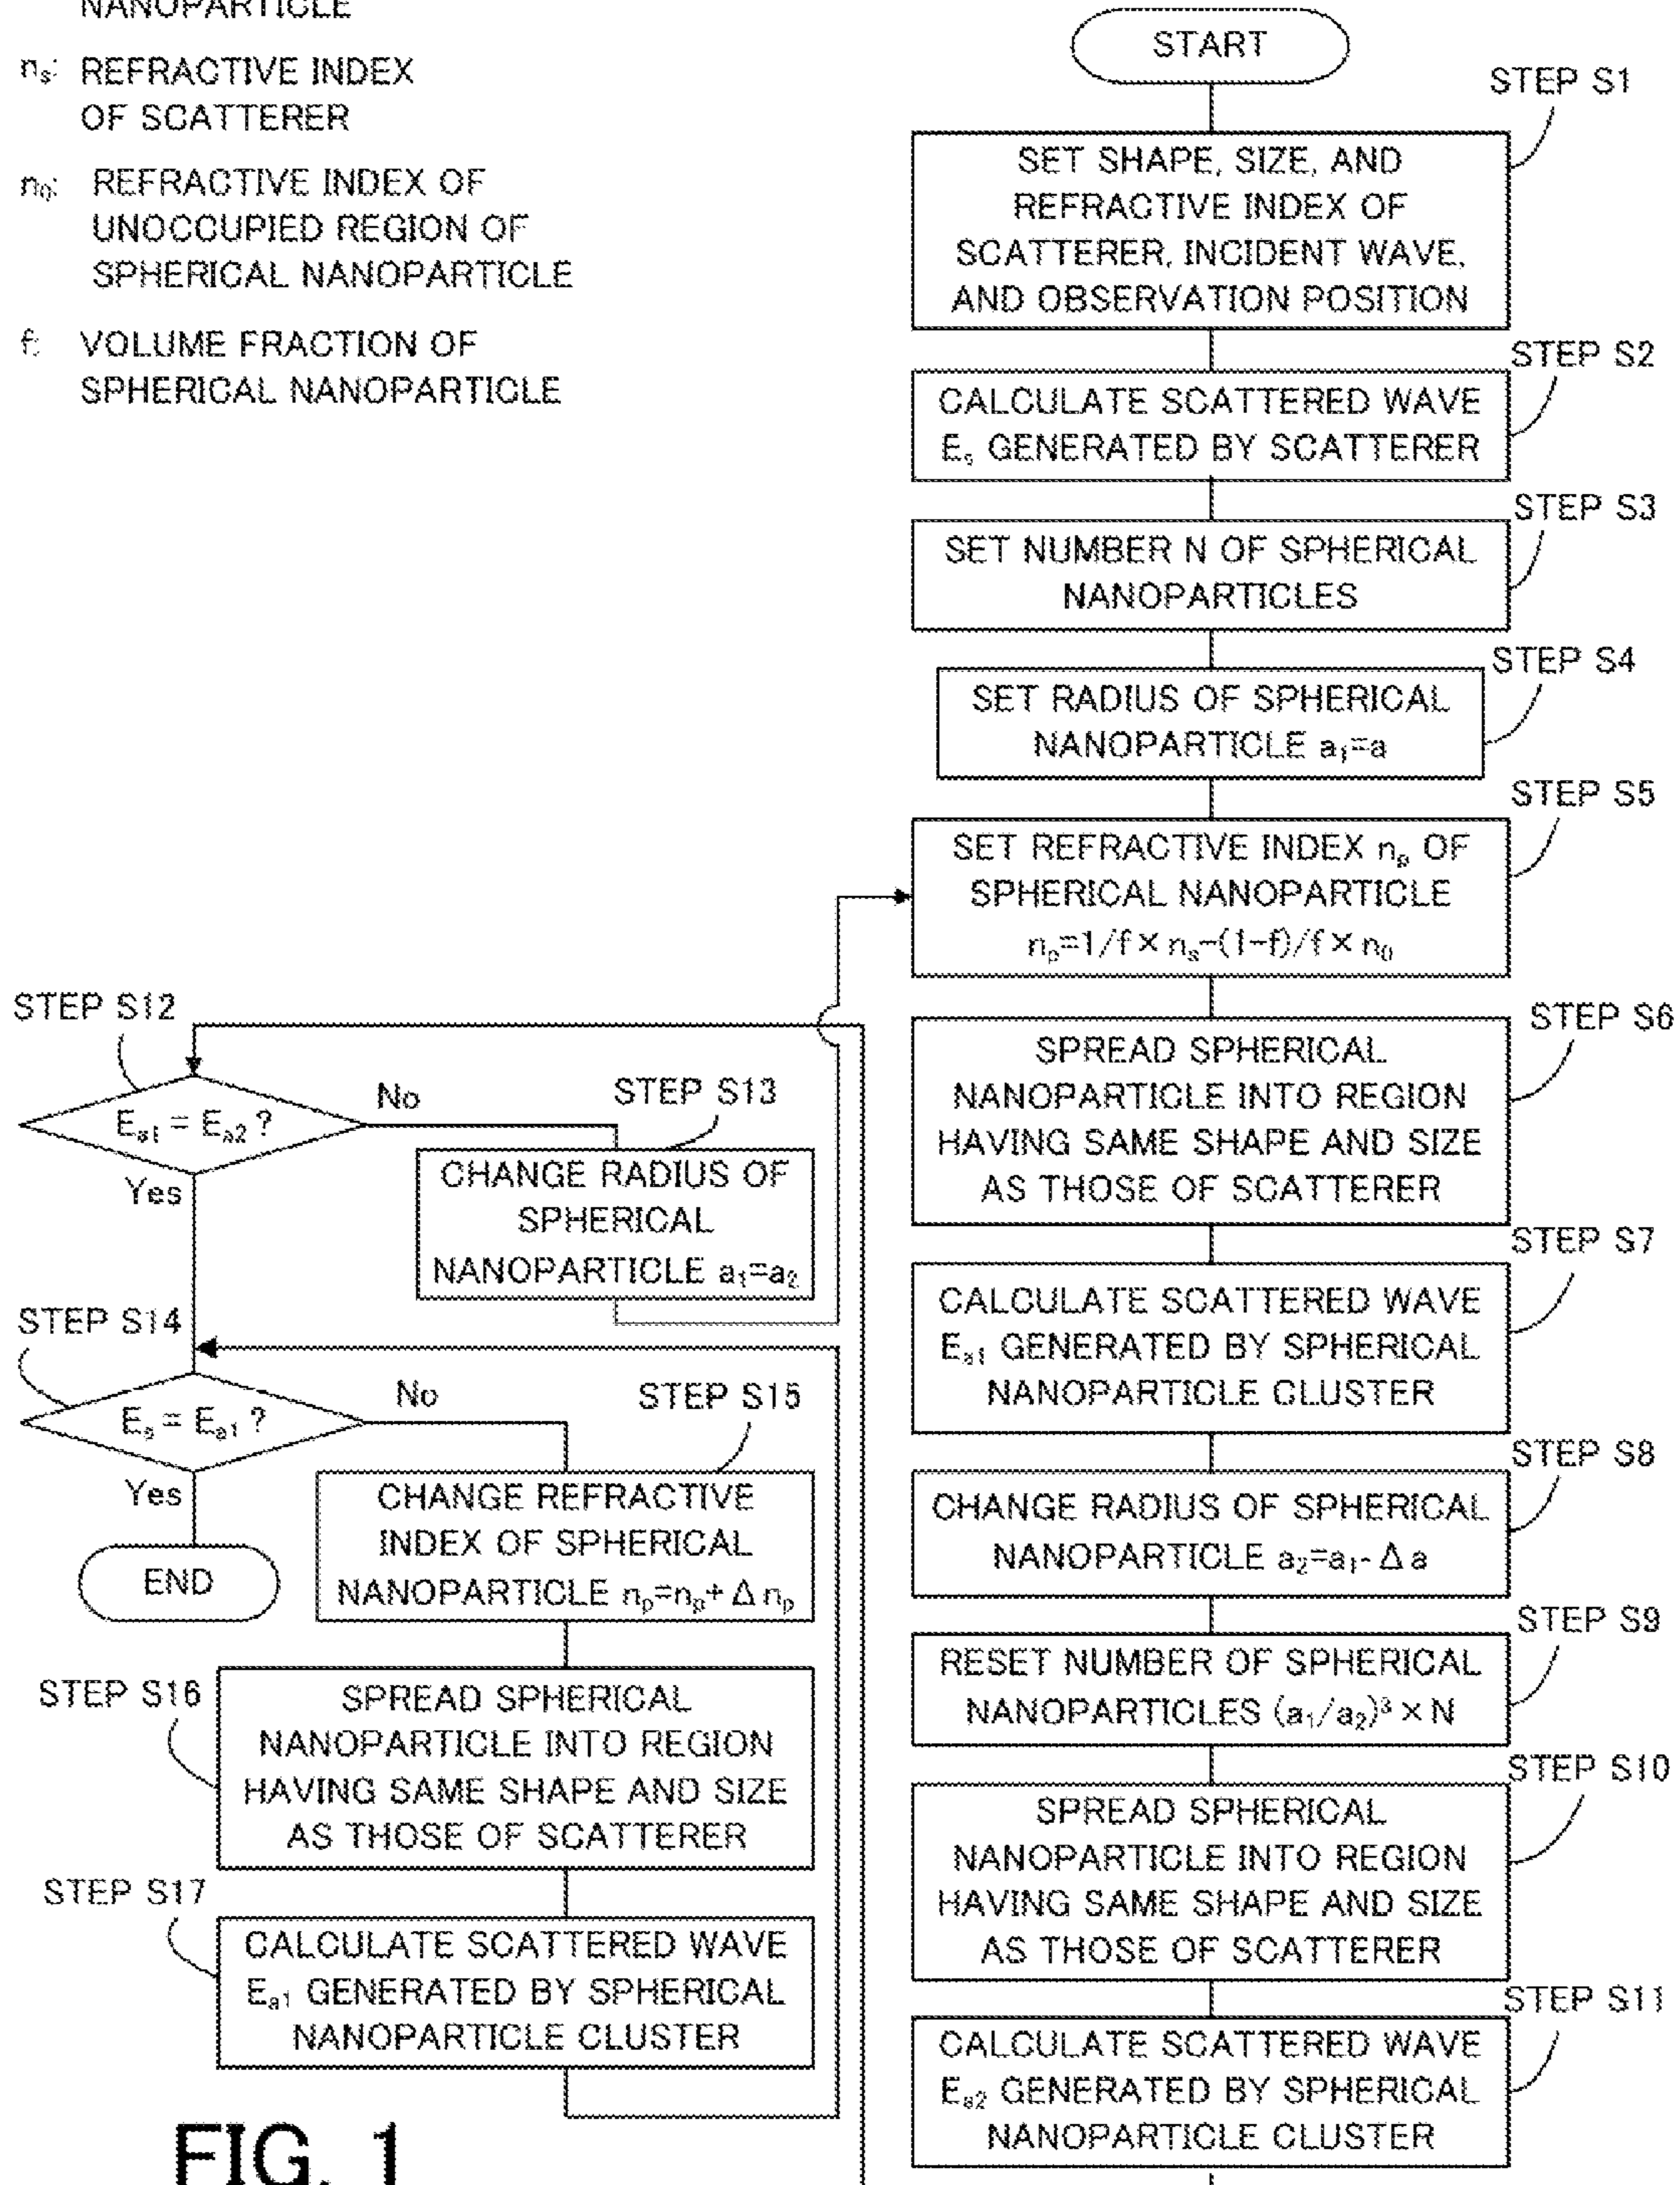 NANOPARTICLE
nₛ: REFRACTIVE INDEX
OF SCATTERER
n₀: REFRACTIVE INDEX OF
UNOCCUPIED REGION OF
SPHERICAL NANOPARTICLE
f: VOLUME FRACTION OF
SPHERICAL NANOPARTICLE
START
STEP S1
SET SHAPE, SIZE, AND
REFRACTIVE INDEX OF
SCATTERER, INCIDENT WAVE,
AND OBSERVATION POSITION
STEP S2
CALCULATE SCATTERED WAVE
Eₛ GENERATED BY SCATTERER
STEP S3
SET NUMBER N OF SPHERICAL
NANOPARTICLES
STEP S4
SET RADIUS OF SPHERICAL
NANOPARTICLE a₁=a
STEP S5
SET REFRACTIVE INDEX nₚ OF
SPHERICAL NANOPARTICLE
nₚ=1/f×nₛ-(1-f)/f×n₀
STEP S6
SPREAD SPHERICAL
NANOPARTICLE INTO REGION
HAVING SAME SHAPE AND SIZE
AS THOSE OF SCATTERER
STEP S7
CALCULATE SCATTERED WAVE
Eₐ₁ GENERATED BY SPHERICAL
NANOPARTICLE CLUSTER
STEP S8
CHANGE RADIUS OF SPHERICAL
NANOPARTICLE a₂=a₁-Δa
STEP S9
RESET NUMBER OF SPHERICAL
NANOPARTICLES (a₁/a₂)³×N
STEP S10
SPREAD SPHERICAL
NANOPARTICLE INTO REGION
HAVING SAME SHAPE AND SIZE
AS THOSE OF SCATTERER
STEP S11
CALCULATE SCATTERED WAVE
Eₐ₂ GENERATED BY SPHERICAL
NANOPARTICLE CLUSTER
STEP S12
Eₐ₁ = Eₐ₂ ?
No
Yes
STEP S13
CHANGE RADIUS OF
SPHERICAL
NANOPARTICLE a₁=a₂
STEP S14
Eₛ = Eₐ₁ ?
No
Yes
END
STEP S15
CHANGE REFRACTIVE
INDEX OF SPHERICAL
NANOPARTICLE nₚ=nₚ+Δnₚ
STEP S16
SPREAD SPHERICAL
NANOPARTICLE INTO REGION
HAVING SAME SHAPE AND SIZE
AS THOSE OF SCATTERER
STEP S17
CALCULATE SCATTERED WAVE
Eₐ₁ GENERATED BY SPHERICAL
NANOPARTICLE CLUSTER
FIG. 1